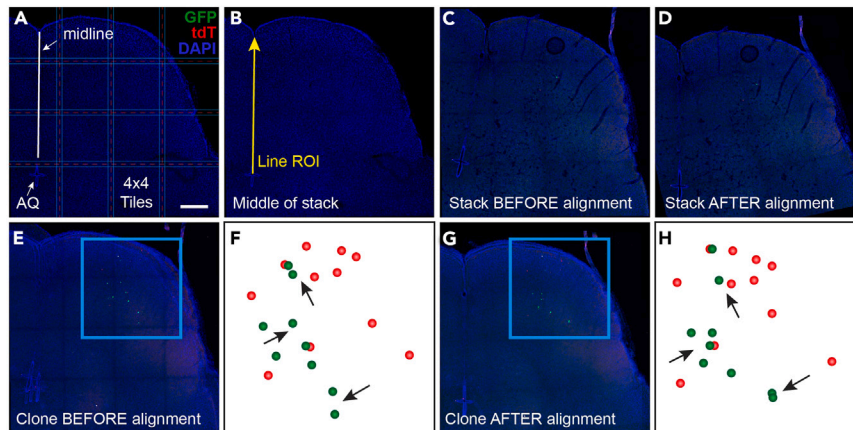 A
GFP
tdT
DAPI
midline
AQ
4x4
Tiles
B
Line ROI
Middle of stack
C
Stack BEFORE alignment
D
Stack AFTER alignment
E
Clone BEFORE alignment
F
G
Clone AFTER alignment
H